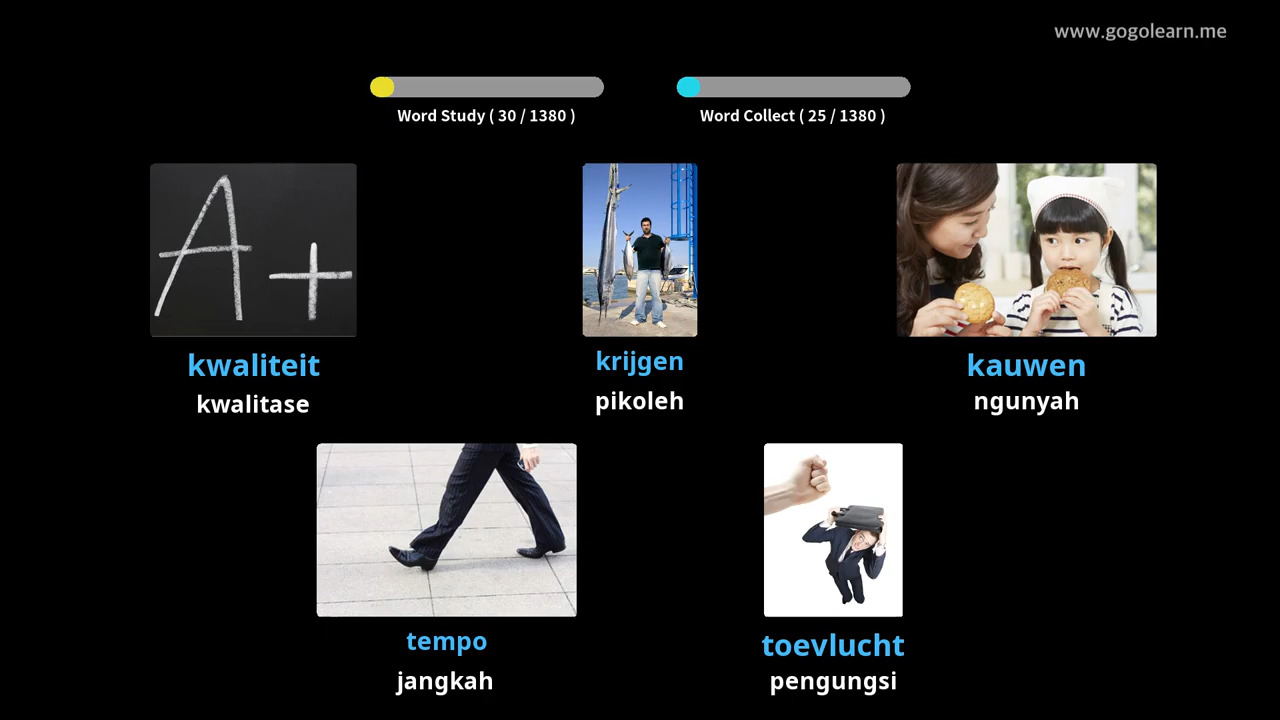 www.gogolearn.me
Word Study ( 30 / 1380 )
Word Collect ( 25 / 1380 )
A+
kwaliteit
kwalitase
krijgen
pikoleh
kauwen
ngunyah
tempo
jangkah
toevlucht
pengungsi